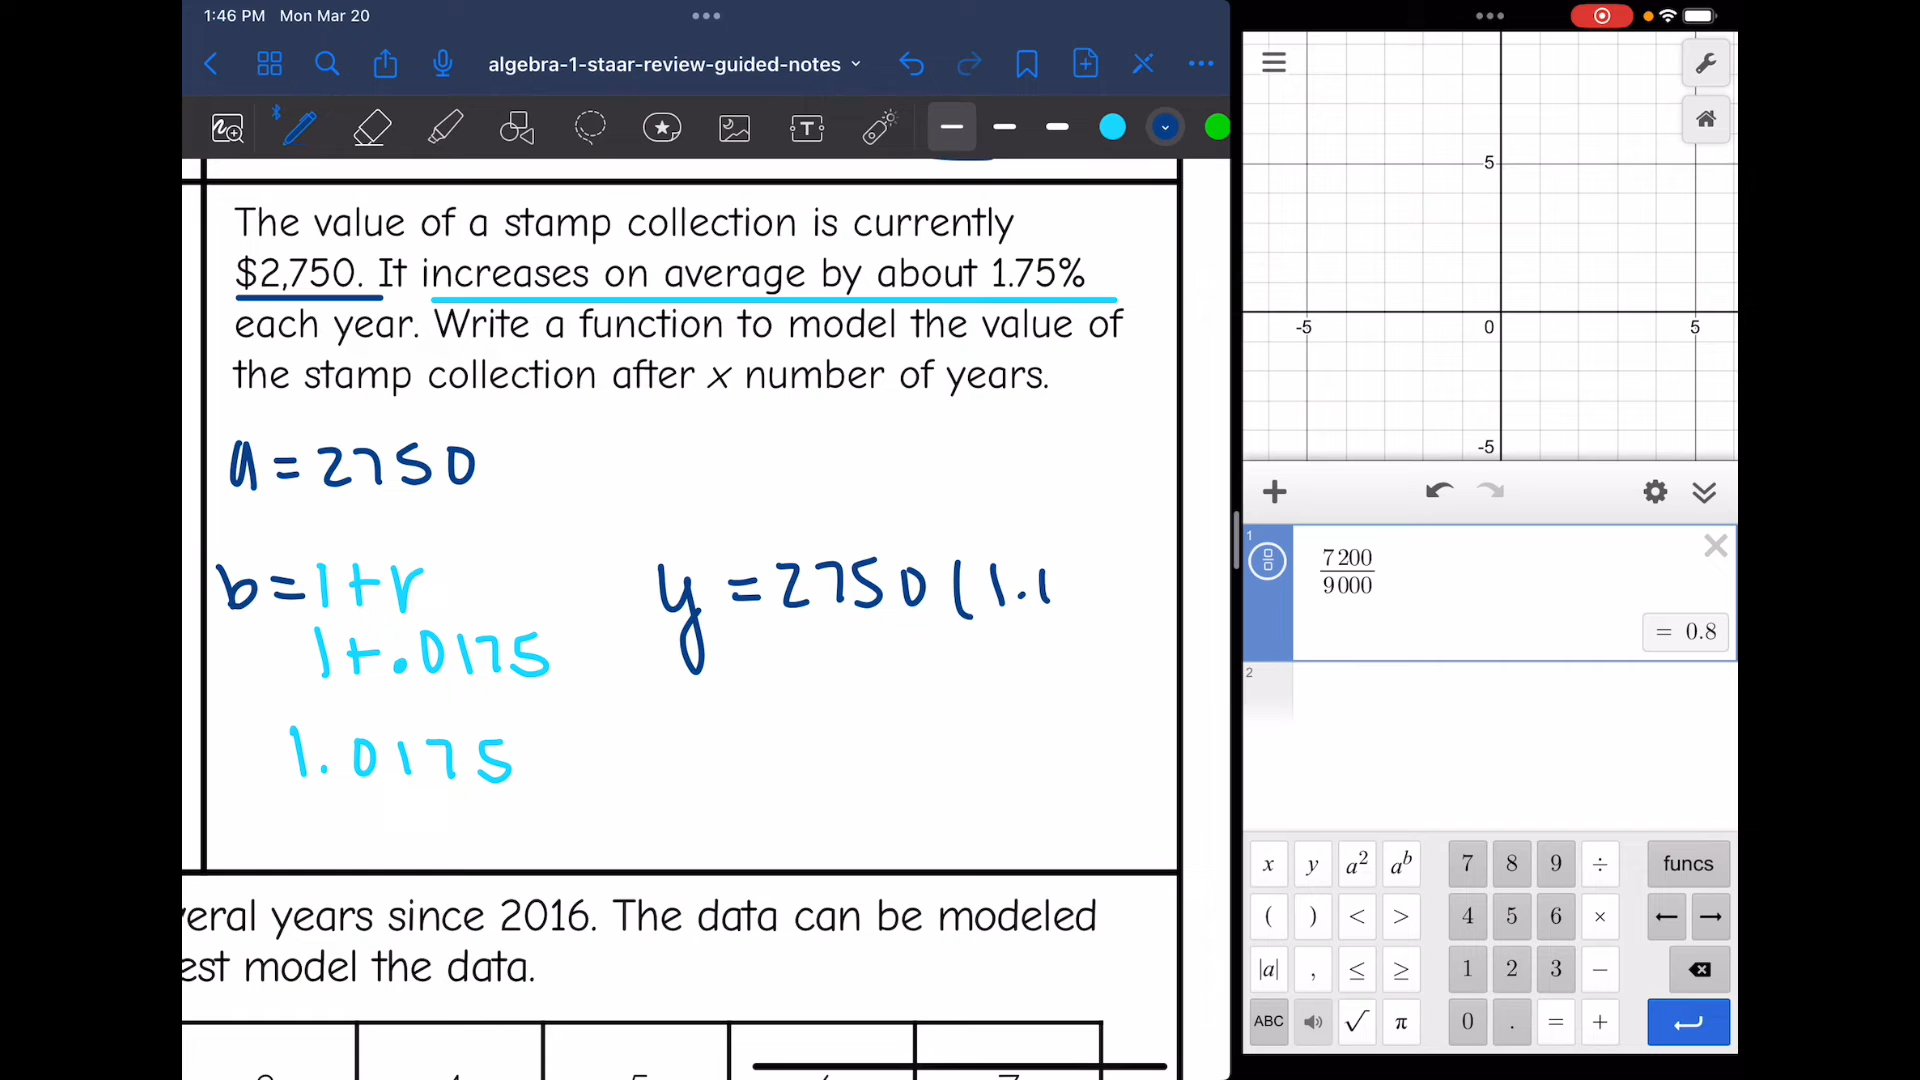 1:46 PM Mon Mar 20
algebra-1-staar-review-guided-notes
The value of a stamp collection is currently
$2,750. It increases on average by about 1.75%
each year. Write a function to model the value of
the stamp collection after x number of years.
a = 2750
b = 1 + r
1 + .0175
1.0175
y = 2750 ( 1.1
veral years since 2016. The data can be modeled
est model the data.
5
-5 0 5
-5
1
7200
9000
= 0.8
2
x y a² aᵇ 7 8 9 ÷ funcs
( ) < > 4 5 6 × ← →
|a| , ≤ ≥ 1 2 3 −
ABC √ π 0 . = +